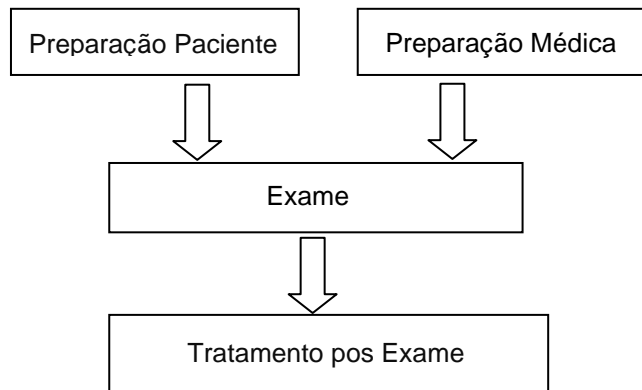 Preparação Paciente
Preparação Médica
Exame
Tratamento pos Exame